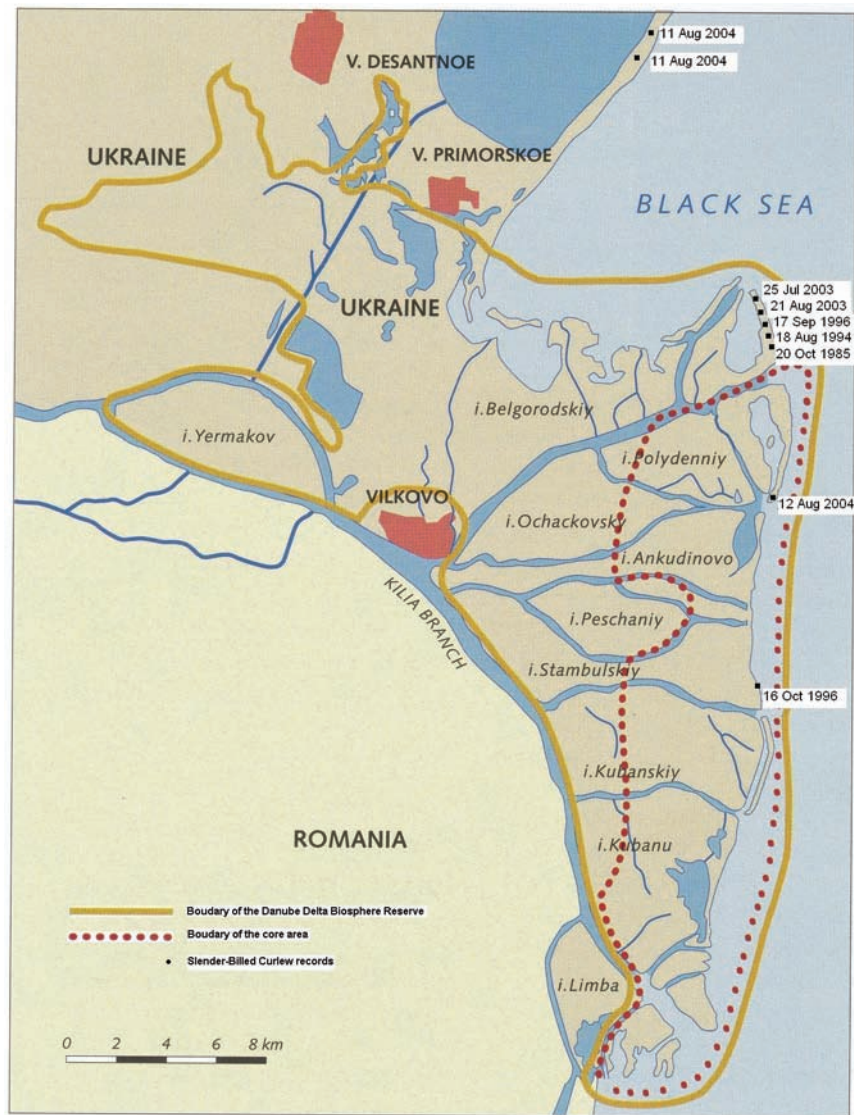 11 Aug 2004
11 Aug 2004
V. DESANTNOE
UKRAINE
V. PRIMORSKOE
BLACK SEA
25 Jul 2003
21 Aug 2003
17 Sep 1996
18 Aug 1994
20 Oct 1985
UKRAINE
i.Belgorodskiy
i.Yermakov
i.Polydenniy
VILKOVO
12 Aug 2004
i.Ochackovsky
i.Ankudinovo
KILIA BRANCH
i.Peschaniy
i.Stambulskiy
16 Oct 1996
i.Kubanskiy
ROMANIA
i.Kubanu
Boudary of the Danube Delta Biosphere Reserve
Boudary of the core area
Slender-Billed Curlew records
i.Limba
0 2 4 6 8 km